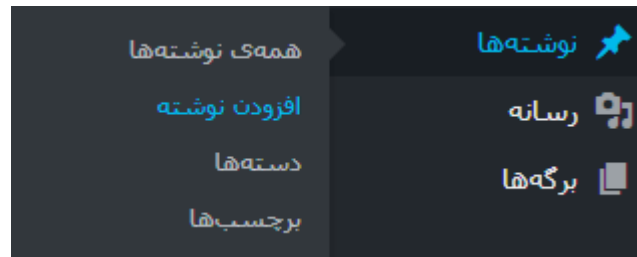 نوشته‌ها
رسانه
برگه‌ها
همه‌ی نوشته‌ها
افزودن نوشته
دسته‌ها
برچسب‌ها